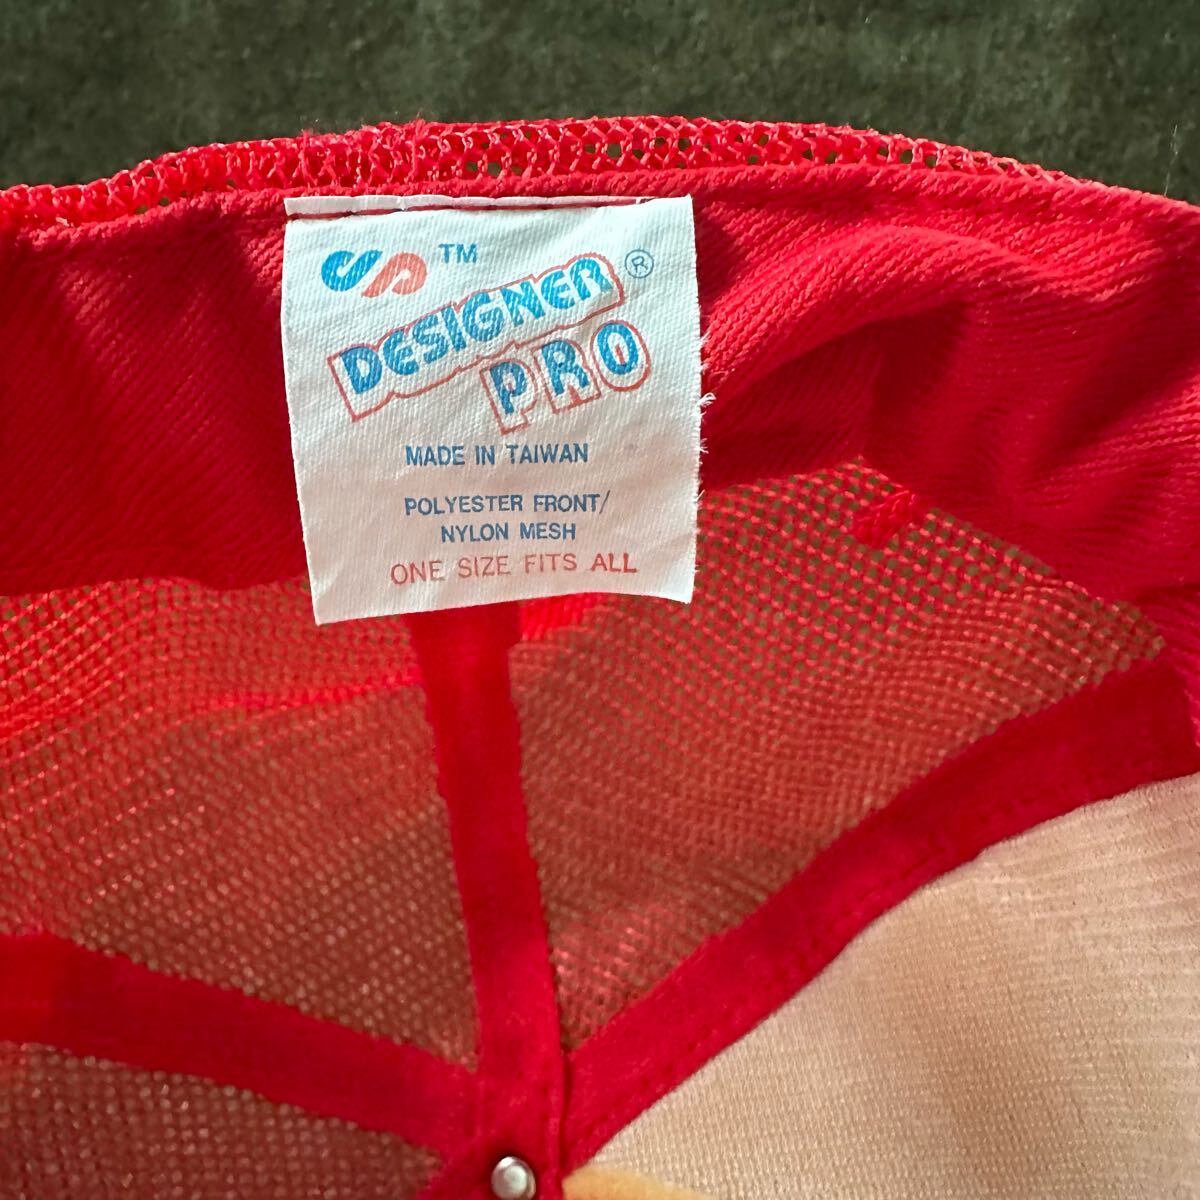 TM
DESIGNER ®
PRO
MADE IN TAIWAN
POLYESTER FRONT/
NYLON MESH
ONE SIZE FITS ALL